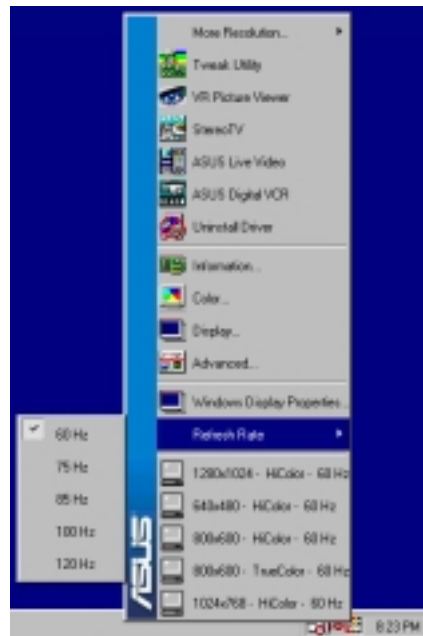 More Resolution...
Tweak Utility
VR Picture Viewer
StereoTV
ASUS Live Video
ASUS Digital VCR
Uninstall Driver
Information...
Color...
Display...
Advanced...
Windows Display Properties...
Refresh Rate
60 Hz
75 Hz
85 Hz
100 Hz
120 Hz
1280x1024 - HiColor - 60 Hz
640x480 - HiColor - 60 Hz
800x600 - HiColor - 60 Hz
800x600 - TrueColor - 60 Hz
1024x768 - HiColor - 60 Hz
ASUS
8:23 PM